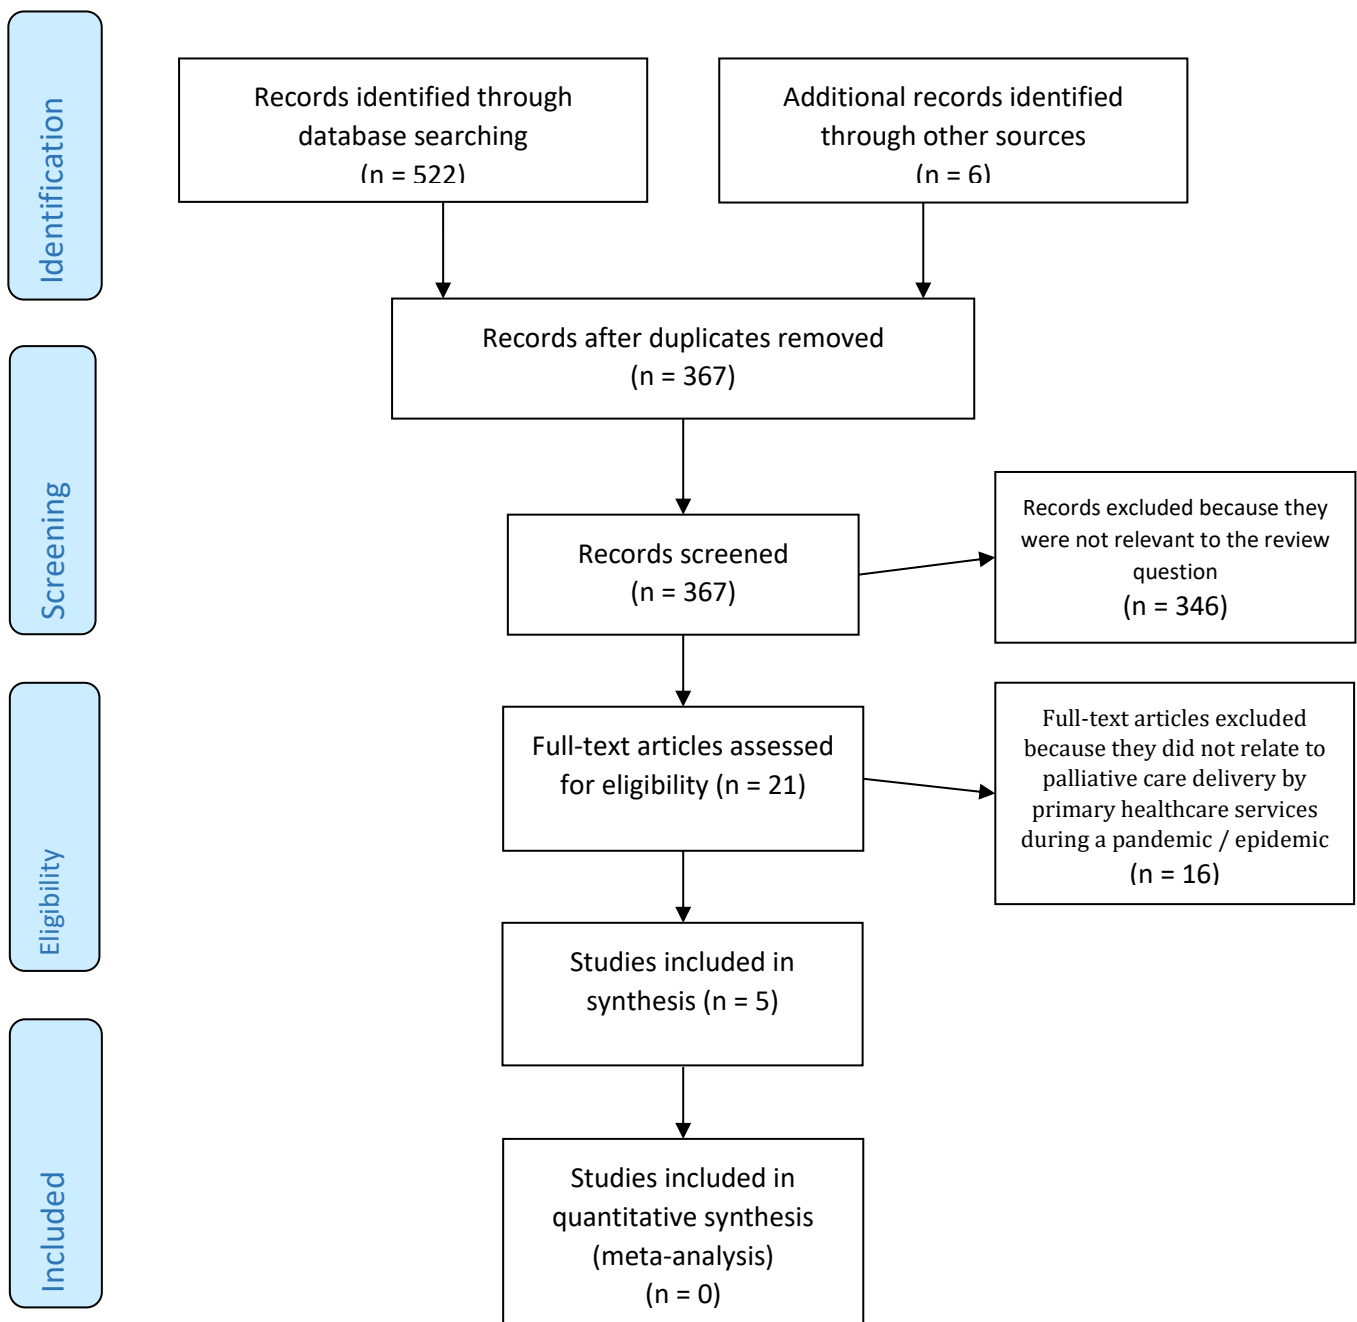 Identification
Records identified through
database searching
(n = 522)
Additional records identified
through other sources
(n = 6)
Records after duplicates removed
(n = 367)
Screening
Records screened
(n = 367)
Records excluded because they
were not relevant to the review
question
(n = 346)
Eligibility
Full-text articles assessed
for eligibility (n = 21)
Full-text articles excluded
because they did not relate to
palliative care delivery by
primary healthcare services
during a pandemic / epidemic
(n = 16)
Studies included in
synthesis (n = 5)
Included
Studies included in
quantitative synthesis
(meta-analysis)
(n = 0)